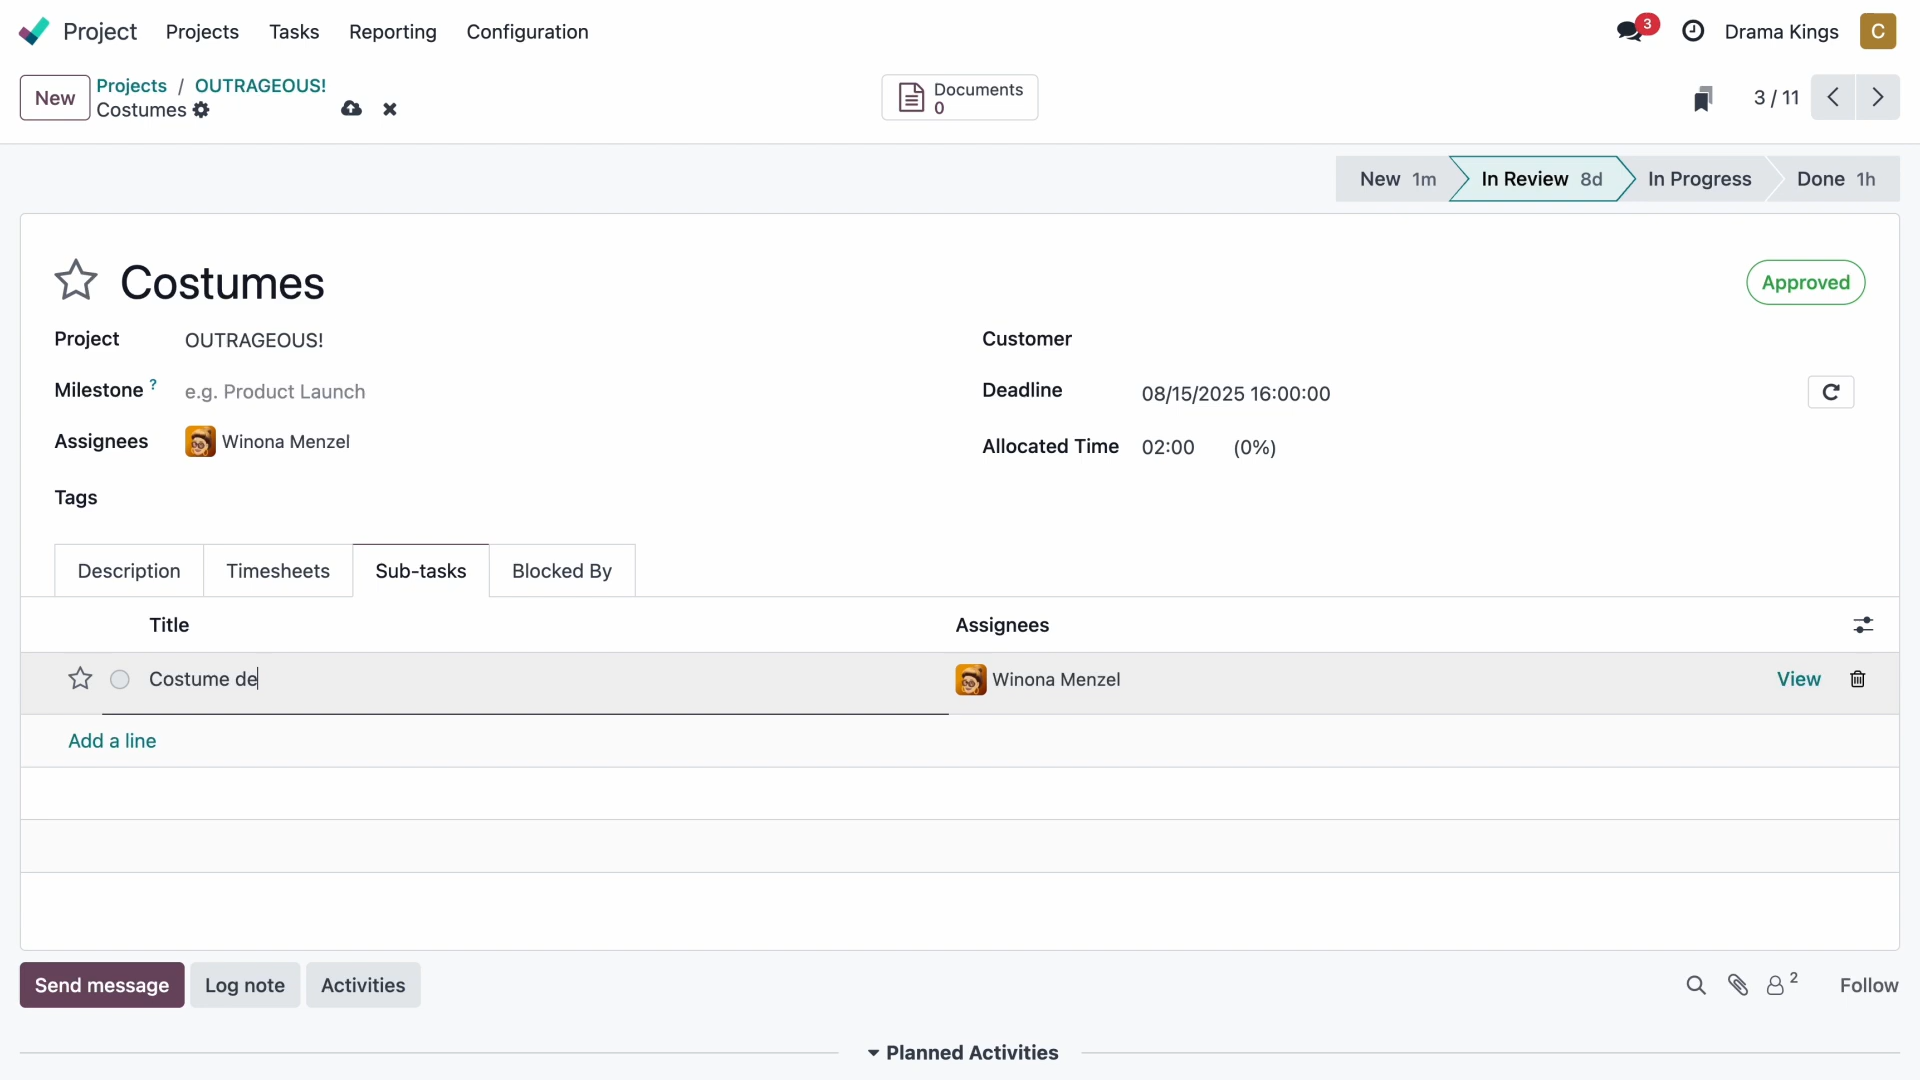 Project Projects Tasks Reporting Configuration 3 Drama Kings C
New Projects / OUTRAGEOUS!
Costumes
Documents
0
3 / 11
New 1m In Review 8d In Progress Done 1h
Costumes Approved
Project OUTRAGEOUS! Customer
Milestone ? e.g. Product Launch Deadline 08/15/2025 16:00:00
Assignees Winona Menzel Allocated Time 02:00 (0%)
Tags
Description Timesheets Sub-tasks Blocked By
Title Assignees
Costume de Winona Menzel View
Add a line
Send message Log note Activities 2 Follow
Planned Activities